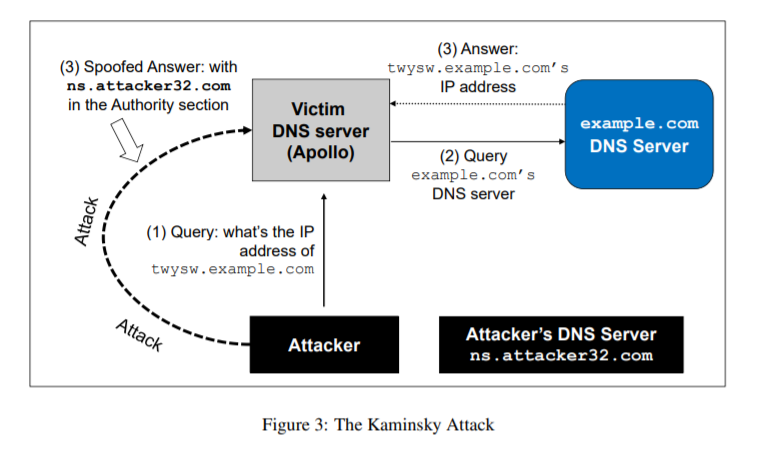 (3) Spoofed Answer: with
ns.attacker32.com
in the Authority section
Victim
DNS server
(Apollo)
(3) Answer:
twysw.example.com's
IP address
example.com
DNS Server
(2) Query
example.com's
DNS server
Attack
(1) Query: what's the IP
address of
twysw.example.com
Attack
Attacker
Attacker's DNS Server
ns.attacker32.com
Figure 3: The Kaminsky Attack